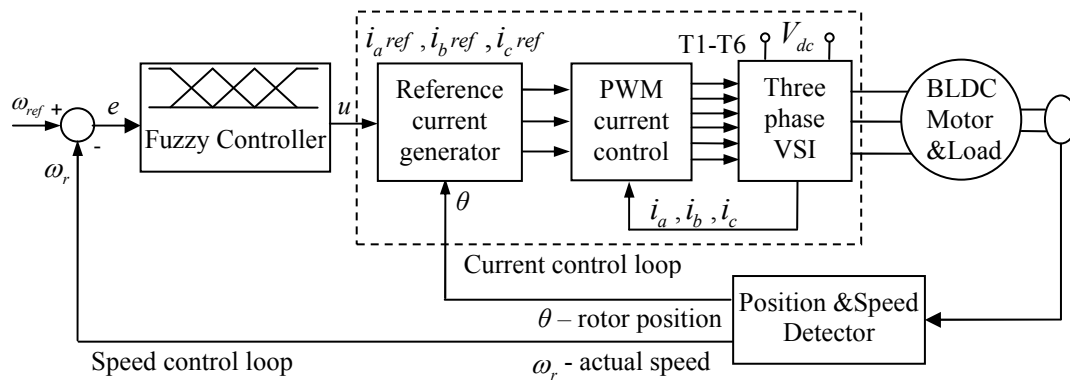 i_a ref , i_b ref , i_c ref
T1-T6
V_dc
ω_ref
+
-
e
Fuzzy Controller
u
Reference
current
generator
PWM
current
control
Three
phase
VSI
BLDC
Motor
&Load
ω_r
θ
i_a , i_b , i_c
Current control loop
Position &Speed
Detector
θ – rotor position
Speed control loop
ω_r - actual speed